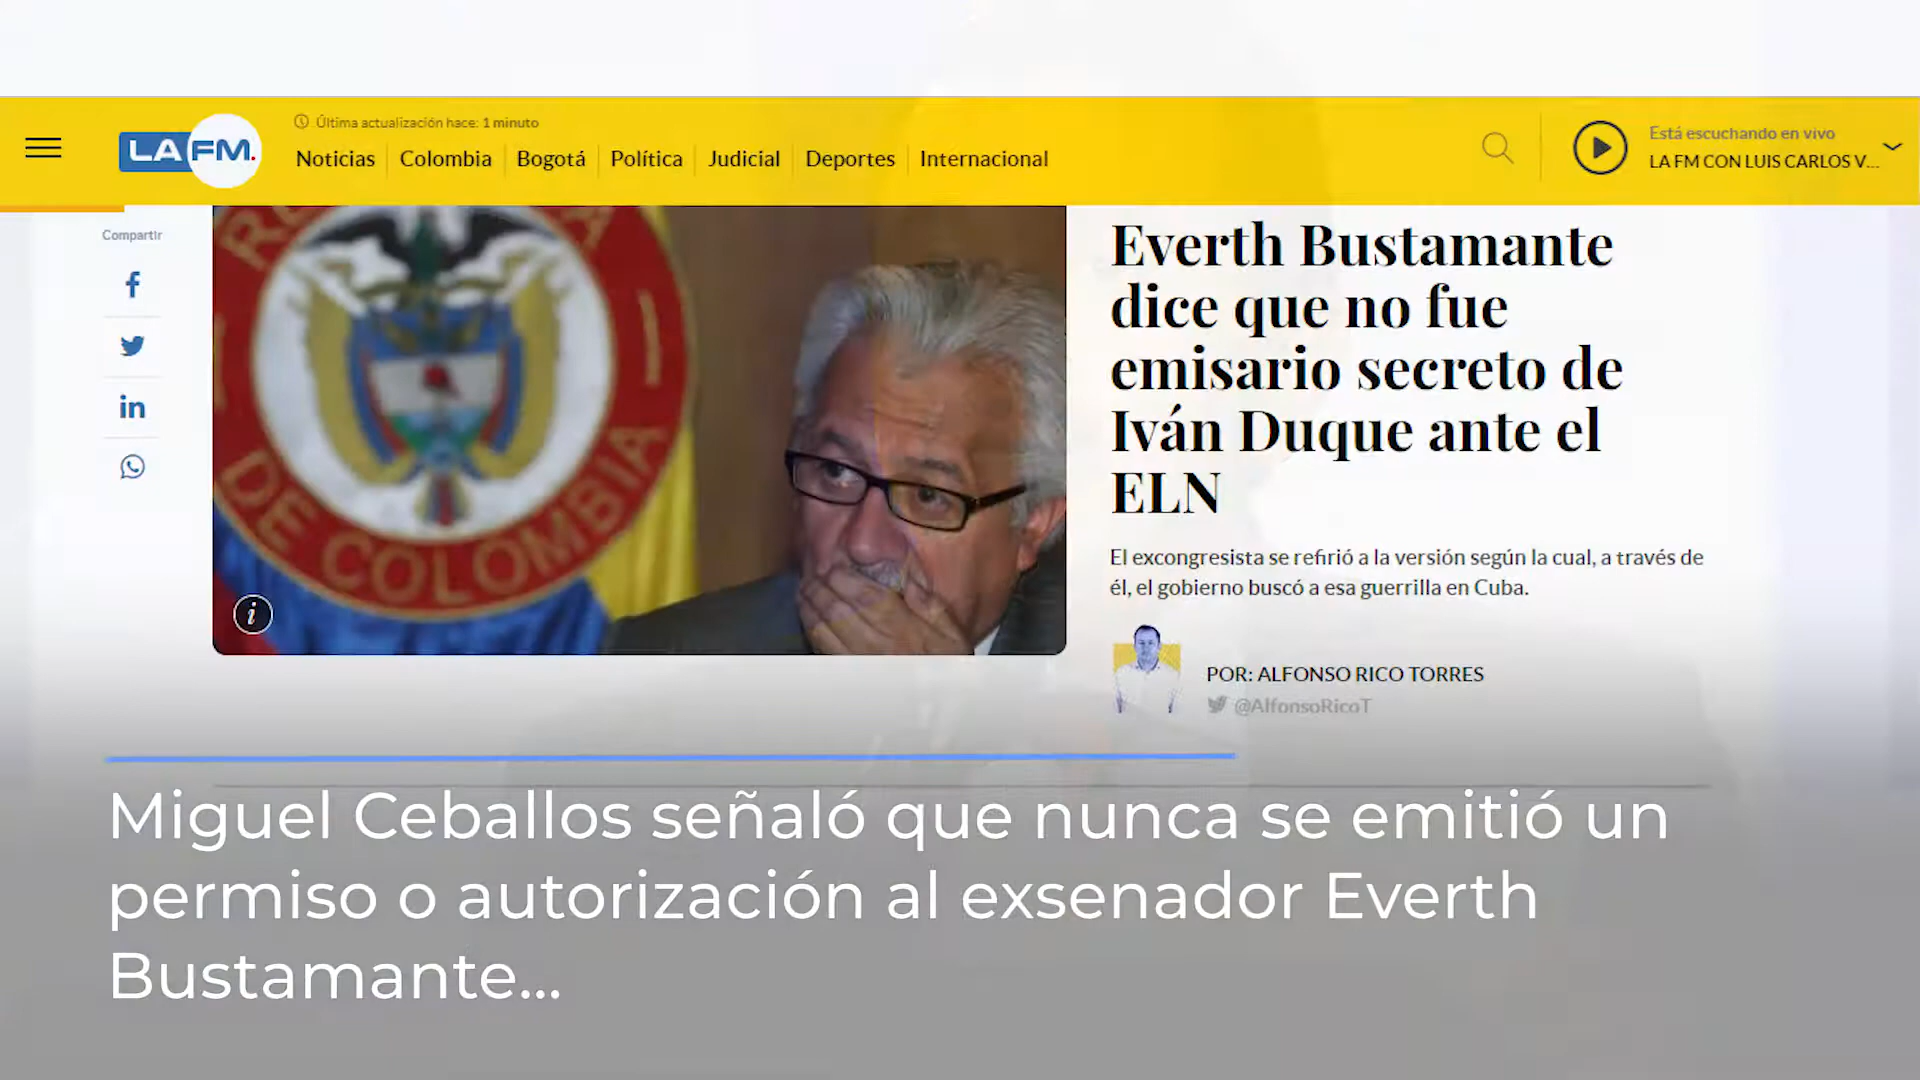 Última actualización hace: 1 minuto
LA FM.
Noticias
Colombia
Bogotá
Política
Judicial
Deportes
Internacional
Está escuchando en vivo
LA FM CON LUIS CARLOS V...
Compartir
DE COLOMBIA
i
Everth Bustamante
dice que no fue
emisario secreto de
Iván Duque ante el
ELN
El excongresista se refirió a la versión según la cual, a través de
él, el gobierno buscó a esa guerrilla en Cuba.
POR: ALFONSO RICO TORRES
@AlfonsoRicoT
Miguel Ceballos señaló que nunca se emitió un
permiso o autorización al exsenador Everth
Bustamante...